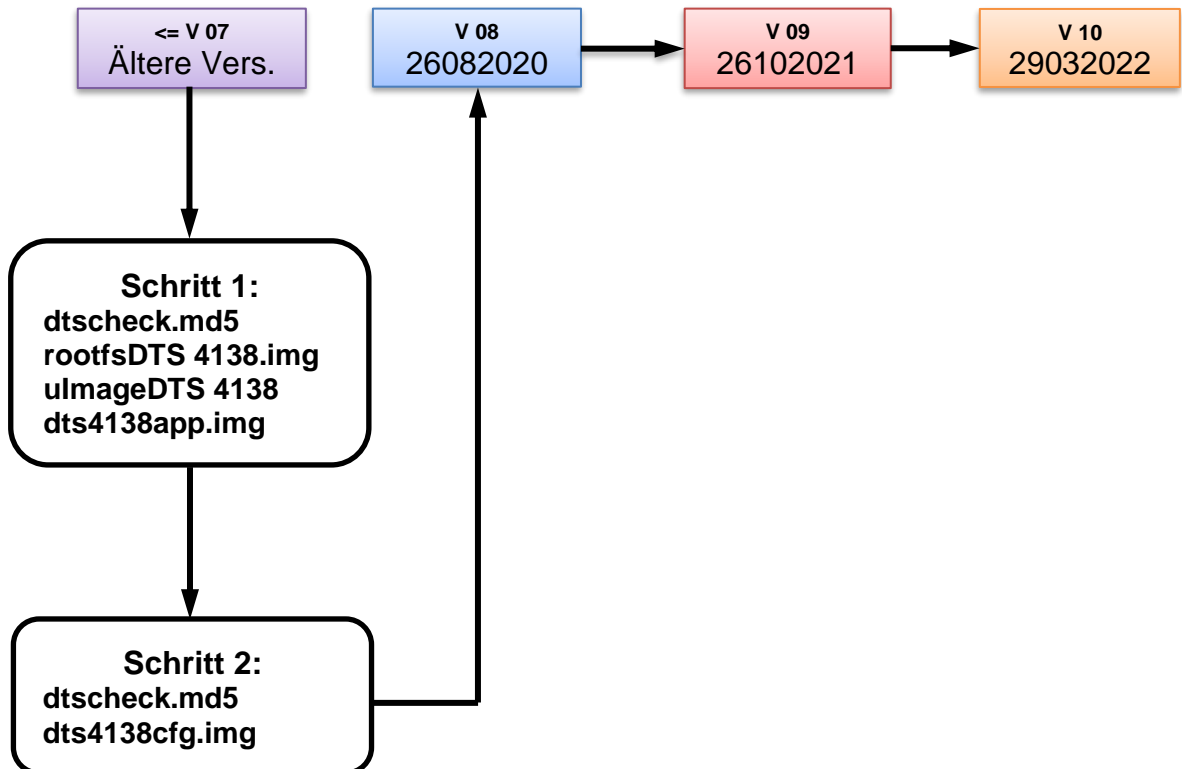 <= V 07
Ältere Vers.
V 08
26082020
V 09
26102021
V 10
29032022
Schritt 1:
dtscheck.md5
rootfsDTS 4138.img
uImageDTS 4138
dts4138app.img
Schritt 2:
dtscheck.md5
dts4138cfg.img